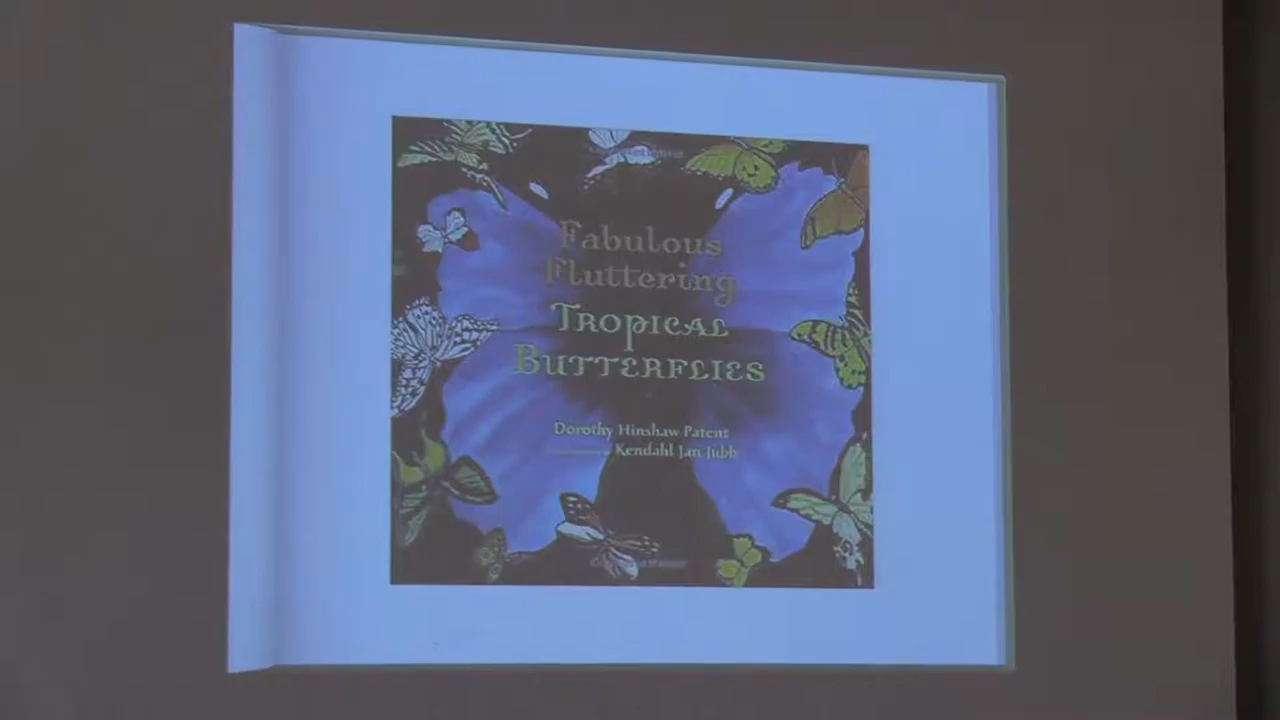 Fabulous
Fluttering
TROPICAL
BUTTERFLIES
Dorothy Hinshaw Patent
Kendahl Jan Jubb